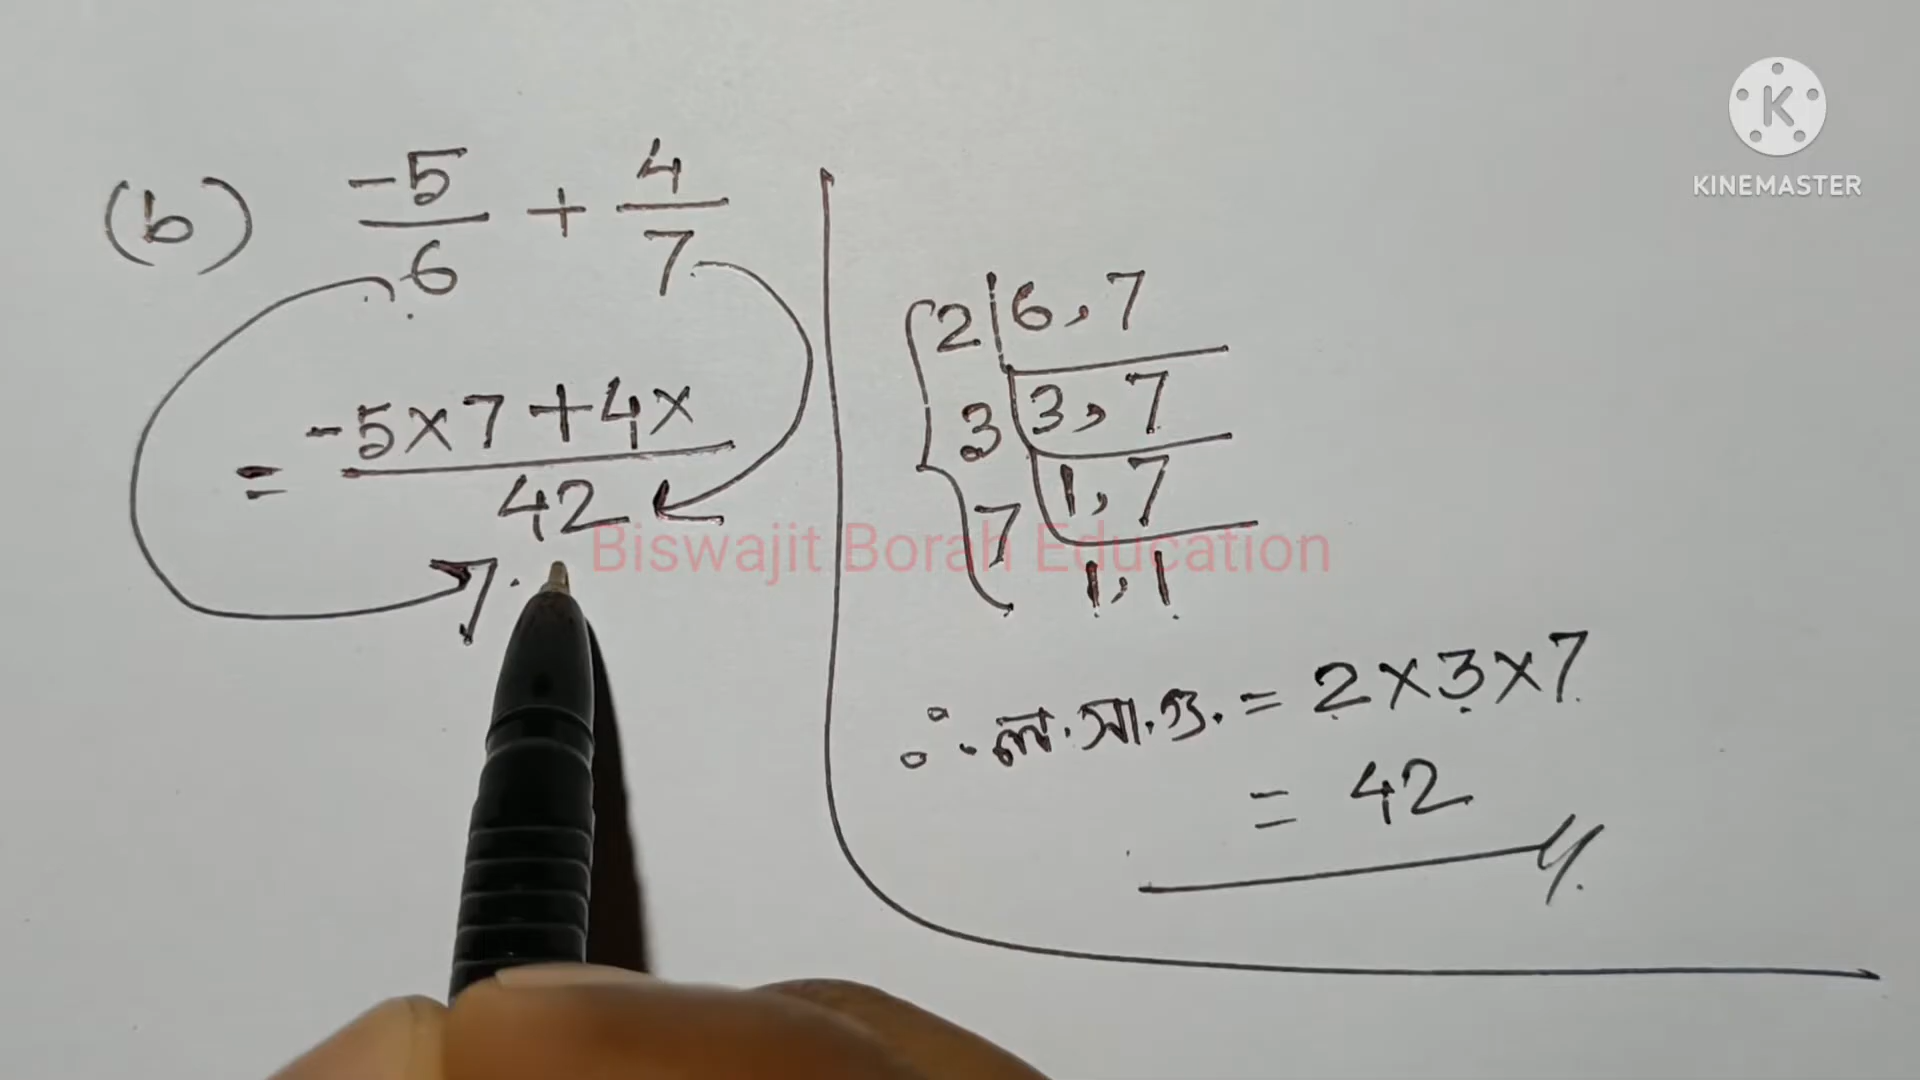 (b) -5/6 + 4/7
= -5×7+4×/42
7
2|6,7
3|3,7
7|1,7
1,1
∴ ল.সা.গু. = 2×3×7
= 42
KINEMASTER
Biswajit Borah Education